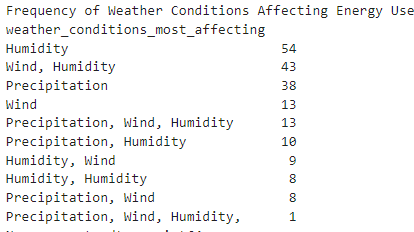 Frequency of Weather Conditions Affecting Energy Use
weather_conditions_most_affecting
Humidity 54
Wind, Humidity 43
Precipitation 38
Wind 13
Precipitation, Wind, Humidity 13
Precipitation, Humidity 10
Humidity, Wind 9
Humidity, Humidity 8
Precipitation, Wind 8
Precipitation, Wind, Humidity, 1